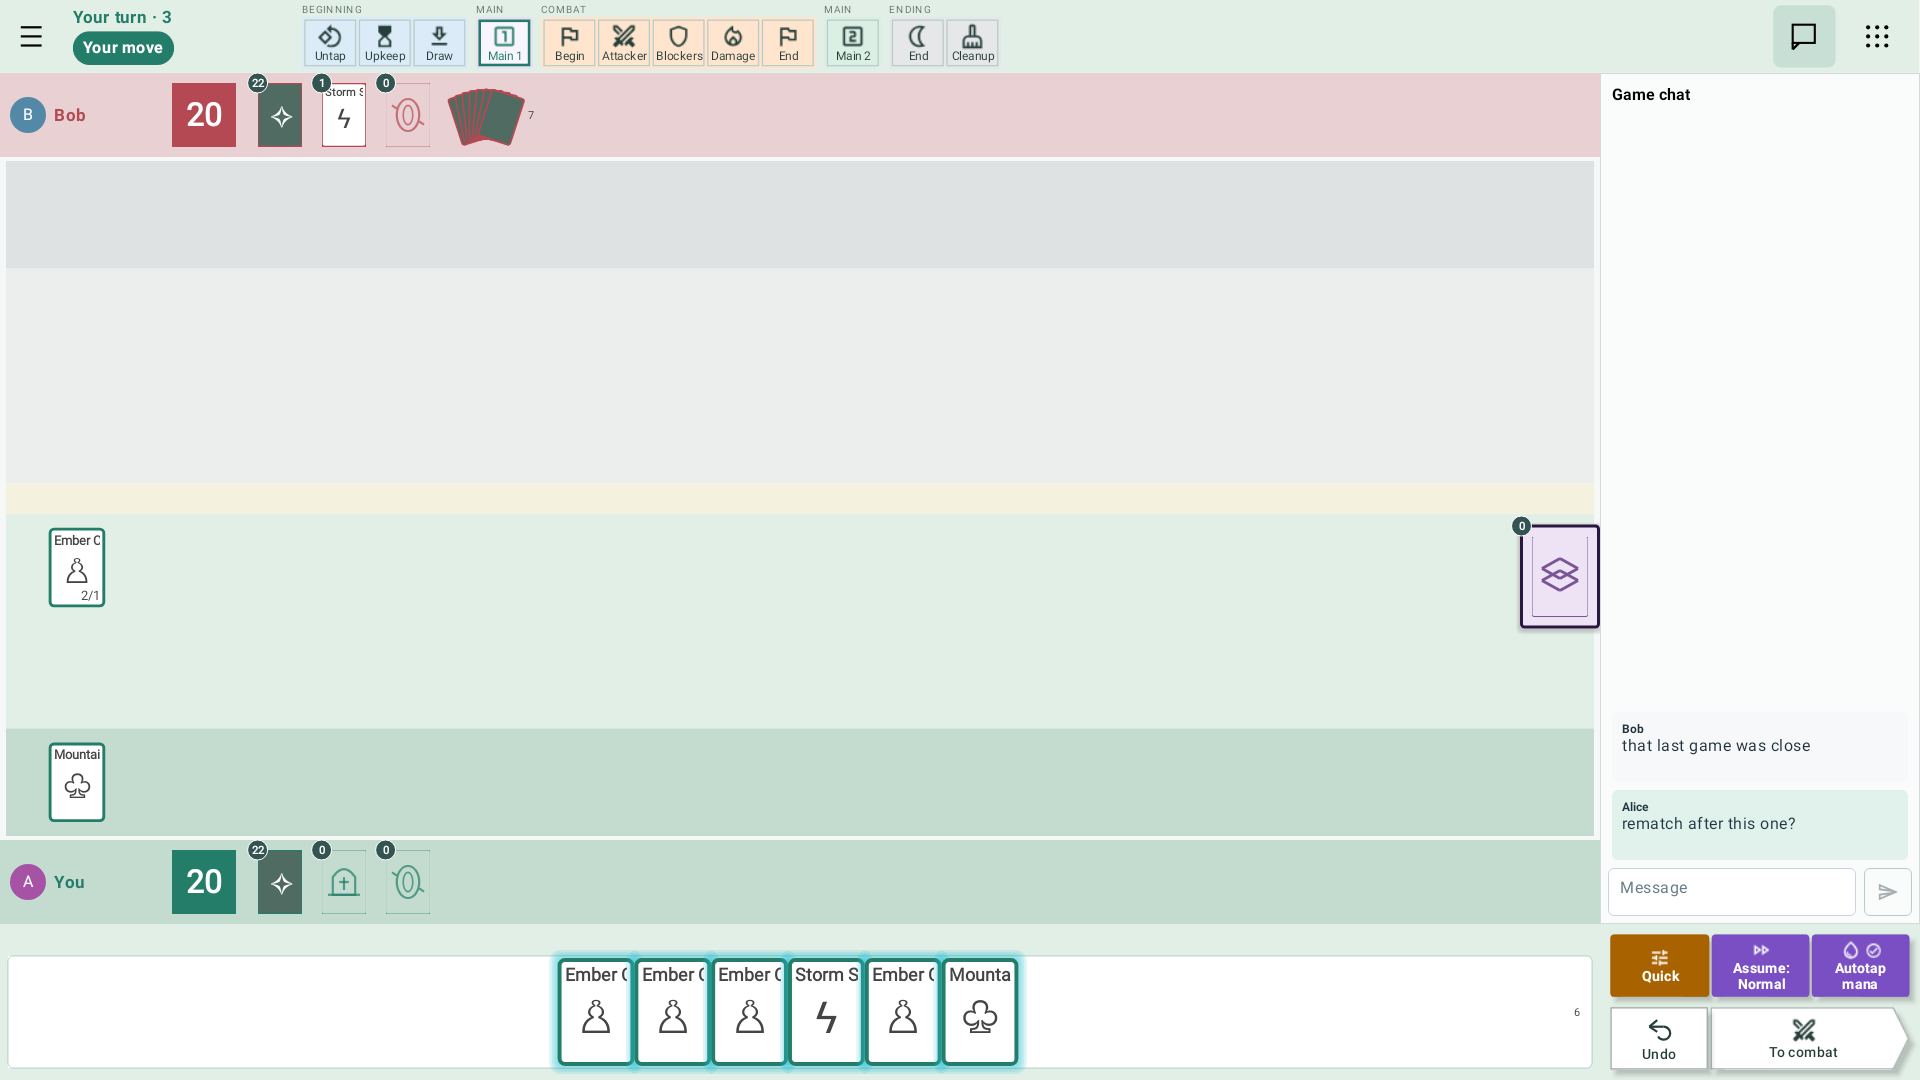 Your turn · 3
Your move
BEGINNING
Untap
Upkeep
Draw
MAIN
1
Main 1
COMBAT
Begin
Attacker
Blockers
Damage
End
MAIN
2
Main 2
ENDING
End
Cleanup
B
Bob
20
22
1
Storm S
0
7
Game chat
Ember C
2/1
0
Mountai
Bob
that last game was close
Alice
rematch after this one?
Message
A
You
20
22
0
0
Ember C
Ember C
Ember C
Storm S
Ember C
Mounta
6
Quick
Assume:
Normal
Autotap
mana
Undo
To combat